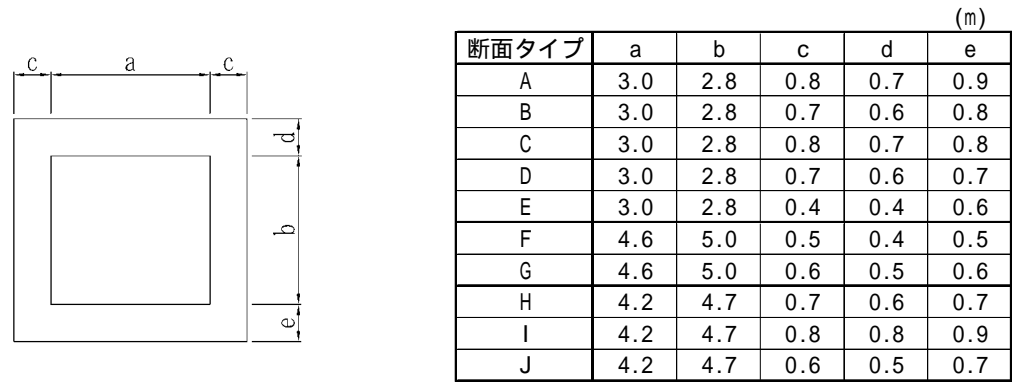 (m)
断面タイプ a b c d e
A 3.0 2.8 0.8 0.7 0.9
B 3.0 2.8 0.7 0.6 0.8
C 3.0 2.8 0.8 0.7 0.8
D 3.0 2.8 0.7 0.6 0.7
E 3.0 2.8 0.4 0.4 0.6
F 4.6 5.0 0.5 0.4 0.5
G 4.6 5.0 0.6 0.5 0.6
H 4.2 4.7 0.7 0.6 0.7
I 4.2 4.7 0.8 0.8 0.9
J 4.2 4.7 0.6 0.5 0.7
c a c
d
b
e